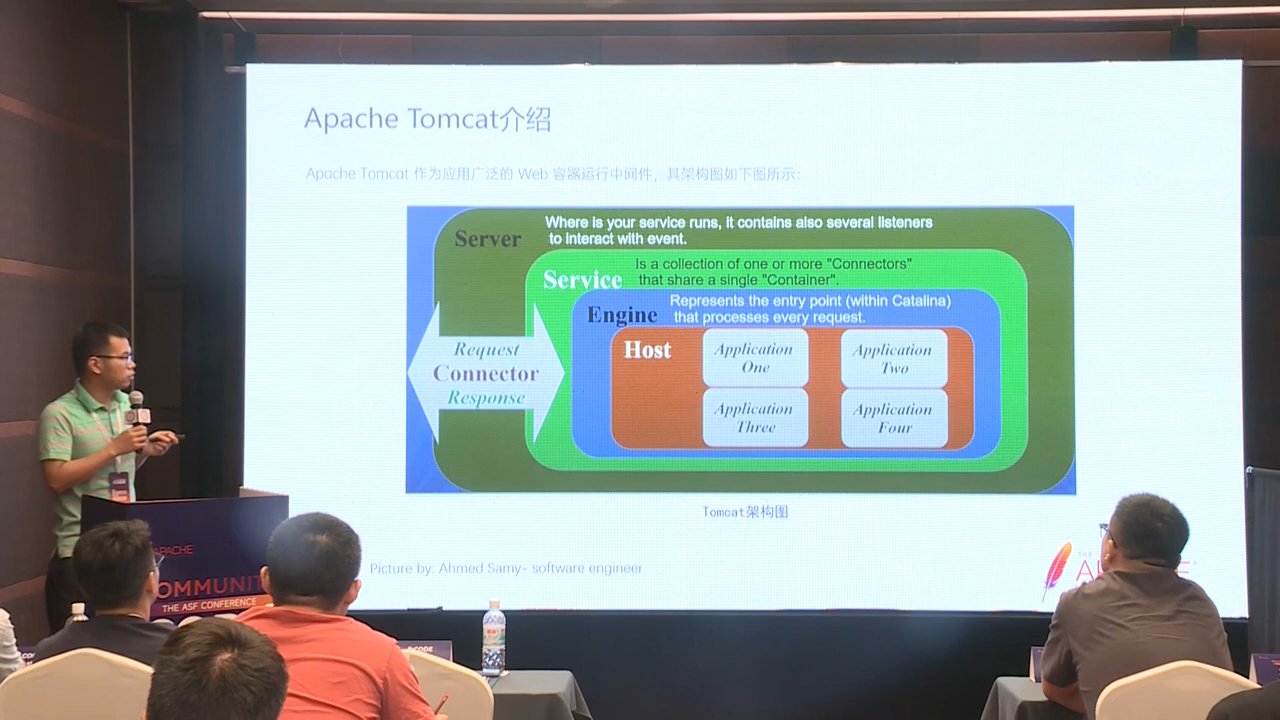 Apache Tomcat介绍
Apache Tomcat 作为应用广泛的 Web 容器运行中间件，其架构图如下图所示：
Server
Where is your service runs, it contains also several listeners
to interact with event.
Service
is a collection of one or more "Connectors"
that share a single "Container".
Engine
Represents the entry point (within Catalina)
that processes every request.
Host
Application
One
Application
Two
Application
Three
Application
Four
Request
Connector
Response
Tomcat架构图
Picture by: Ahmed Samy- software engineer
APACHE
COMMUNIT
THE ASF CONFERENCE